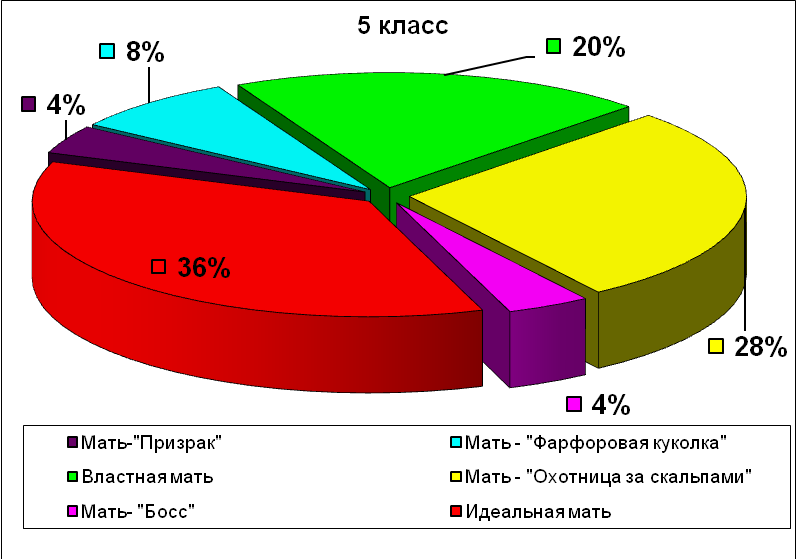 5 класс
20%
8%
4%
36%
28%
4%
Мать-"Призрак"
Мать - "Фарфоровая куколка"
Властная мать
Мать - "Охотница за скальпами"
Мать- "Босс"
Идеальная мать